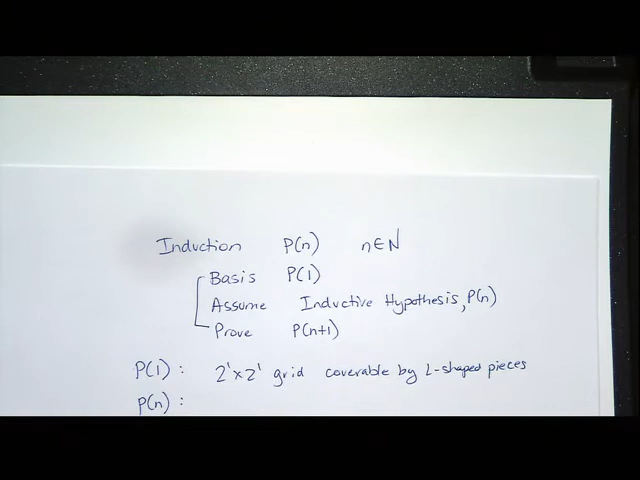 Induction P(n) n∈N
Basis P(1)
Assume Inductive Hypothesis, P(n)
Prove P(n+1)
P(1): 2¹x2¹ grid coverable by L-shaped pieces
P(n):